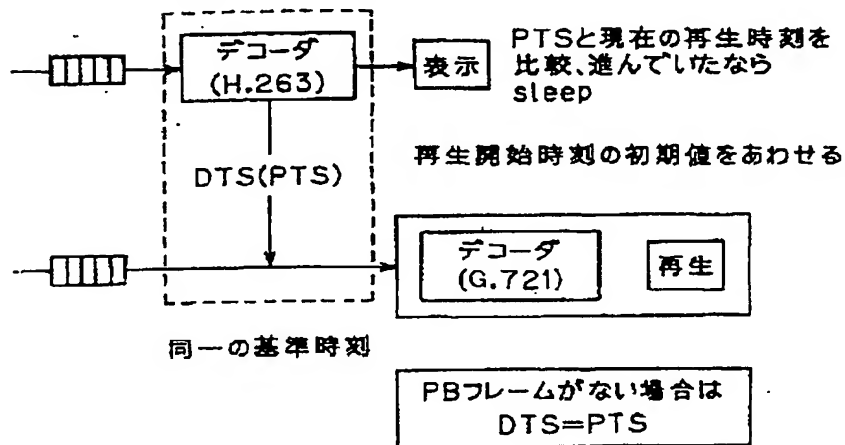 デコーダ
(H.263)
表示
PTSと現在の再生時刻を
比較、進んでいたなら
sleep
再生開始時刻の初期値をあわせる
DTS(PTS)
デコーダ
(G.721)
再生
同一の基準時刻
PBフレームがない場合は
DTS=PTS